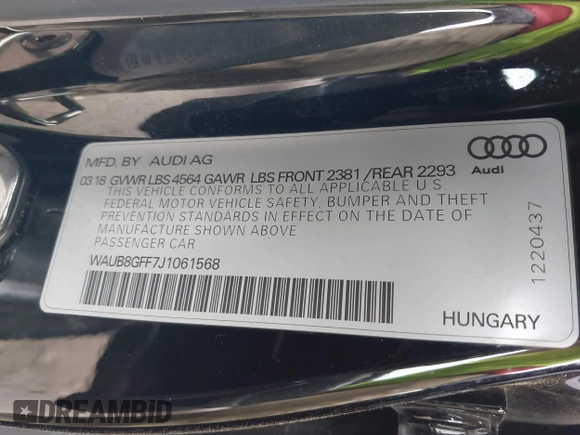 MFD. BY AUDI AG
03 18 GVWR LBS 4564 GAWR LBS FRONT 2381 /REAR 2293
THIS VEHICLE CONFORMS TO ALL APPLICABLE U.S
FEDERAL MOTOR VEHICLE SAFETY, BUMPER AND THEFT
PREVENTION STANDARDS IN EFFECT ON THE DATE OF
MANUFACTURE SHOWN ABOVE
PASSENGER CAR
WAUB8GFF7J1061568
Audi
1220437
HUNGARY
DREAMBID